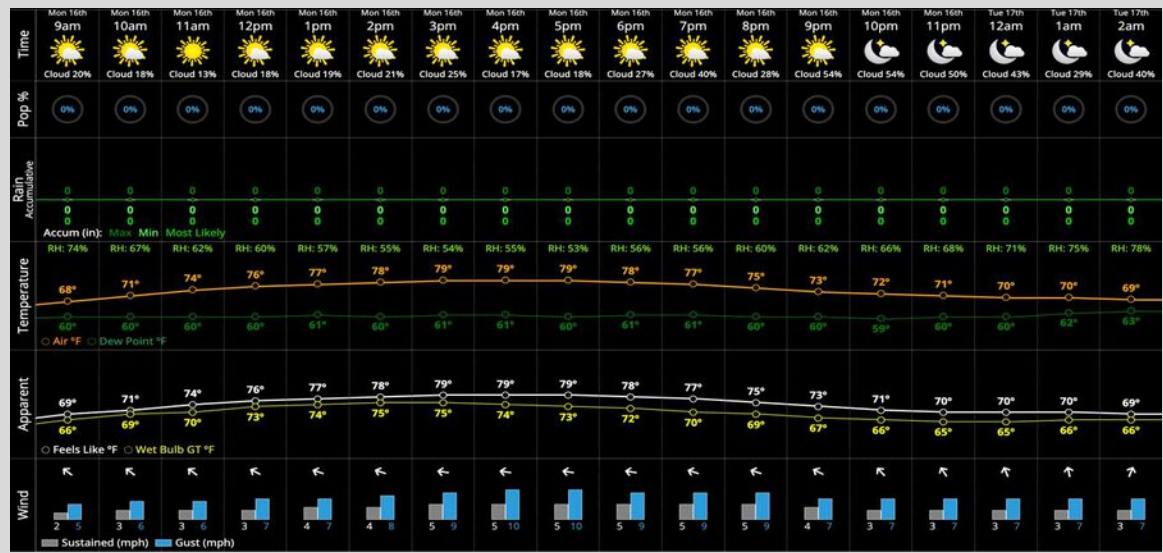 Time
Mon 16th Mon 16th Mon 16th Mon 16th Mon 16th Mon 16th Mon 16th Mon 16th Mon 16th Mon 16th Mon 16th Mon 16th Mon 16th Mon 16th Mon 16th Tue 17th Tue 17th Tue 17th
9am 10am 11am 12pm 1pm 2pm 3pm 4pm 5pm 6pm 7pm 8pm 9pm 10pm 11pm 12am 1am 2am
Cloud 20% Cloud 18% Cloud 13% Cloud 18% Cloud 19% Cloud 21% Cloud 25% Cloud 17% Cloud 18% Cloud 27% Cloud 40% Cloud 28% Cloud 54% Cloud 54% Cloud 50% Cloud 43% Cloud 29% Cloud 40%
Pop %
0% 0% 0% 0% 0% 0% 0% 0% 0% 0% 0% 0% 0% 0% 0% 0% 0% 0%
Rain
Accumulative
0 0 0 0 0 0 0 0 0 0 0 0 0 0 0 0 0 0
0 0 0 0 0 0 0 0 0 0 0 0 0 0 0 0 0 0
0 0 0 0 0 0 0 0 0 0 0 0 0 0 0 0 0 0
Accum (in): Max Min Most Likely
Temperature
RH: 74% RH: 67% RH: 62% RH: 60% RH: 57% RH: 55% RH: 54% RH: 55% RH: 53% RH: 56% RH: 56% RH: 60% RH: 62% RH: 66% RH: 68% RH: 71% RH: 75% RH: 78%
68° 71° 74° 76° 77° 78° 79° 79° 79° 78° 77° 75° 73° 72° 71° 70° 70° 69°
60° 60° 60° 60° 61° 60° 61° 61° 60° 61° 61° 60° 60° 59° 60° 60° 62° 63°
Air °F Dew Point °F
Apparent
69° 71° 74° 76° 77° 78° 79° 79° 79° 78° 77° 75° 73° 71° 70° 70° 70° 69°
66° 69° 70° 73° 74° 75° 75° 74° 73° 72° 70° 69° 67° 66° 65° 65° 66° 66°
Feels Like °F Wet Bulb GT °F
Wind
2 5 3 6 3 6 3 7 4 7 4 8 5 9 5 10 5 10 5 9 5 9 5 9 4 7 3 7 3 7 3 7 3 7 3 7
Sustained (mph) Gust (mph)